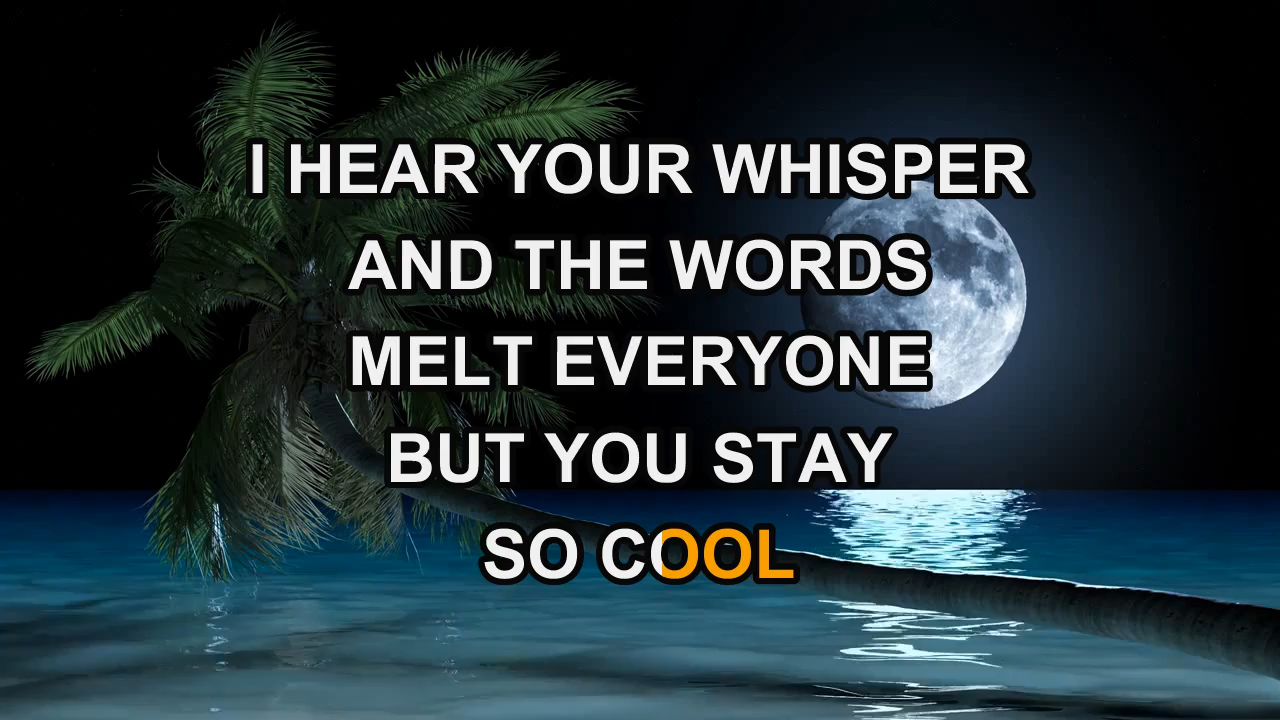 I HEAR YOUR WHISPER
AND THE WORDS
MELT EVERYONE
BUT YOU STAY
SO COOL